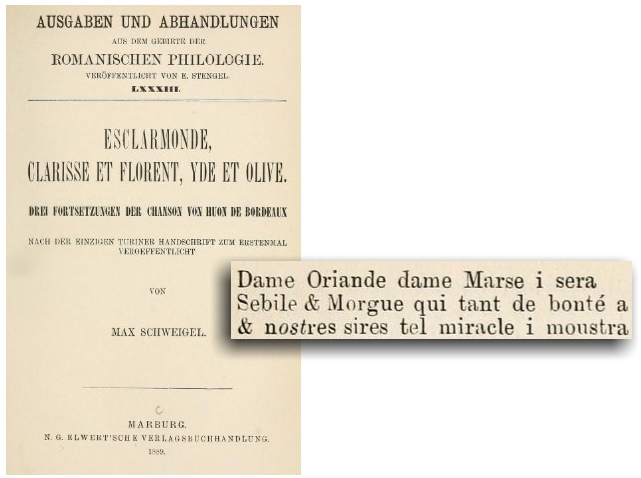 AUSGABEN UND ABHANDLUNGEN
AUS DEM GEBIETE DER
ROMANISCHEN PHILOLOGIE.
VERÖFFENTLICHT VON E. STENGEL.
LXXXIII.
ESCLARMONDE,
CLARISSE ET FLORENT, YDE ET OLIVE.
DREI FORTSETZUNGEN DER CHANSON VON HUON DE BORDEAUX
NACH DER EINZIGEN TURINER HANDSCHRIFT ZUM ERSTENMAL
VEROEFFENTLICHT
VON
MAX SCHWEIGEL.
MARBURG.
N. G. ELWERT'SCHE VERLAGSBUCHHANDLUNG.
1889.
Dame Oriande dame Marse i sera
Sebile & Morgue qui tant de bonté a
& nostres sires tel miracle i moustra